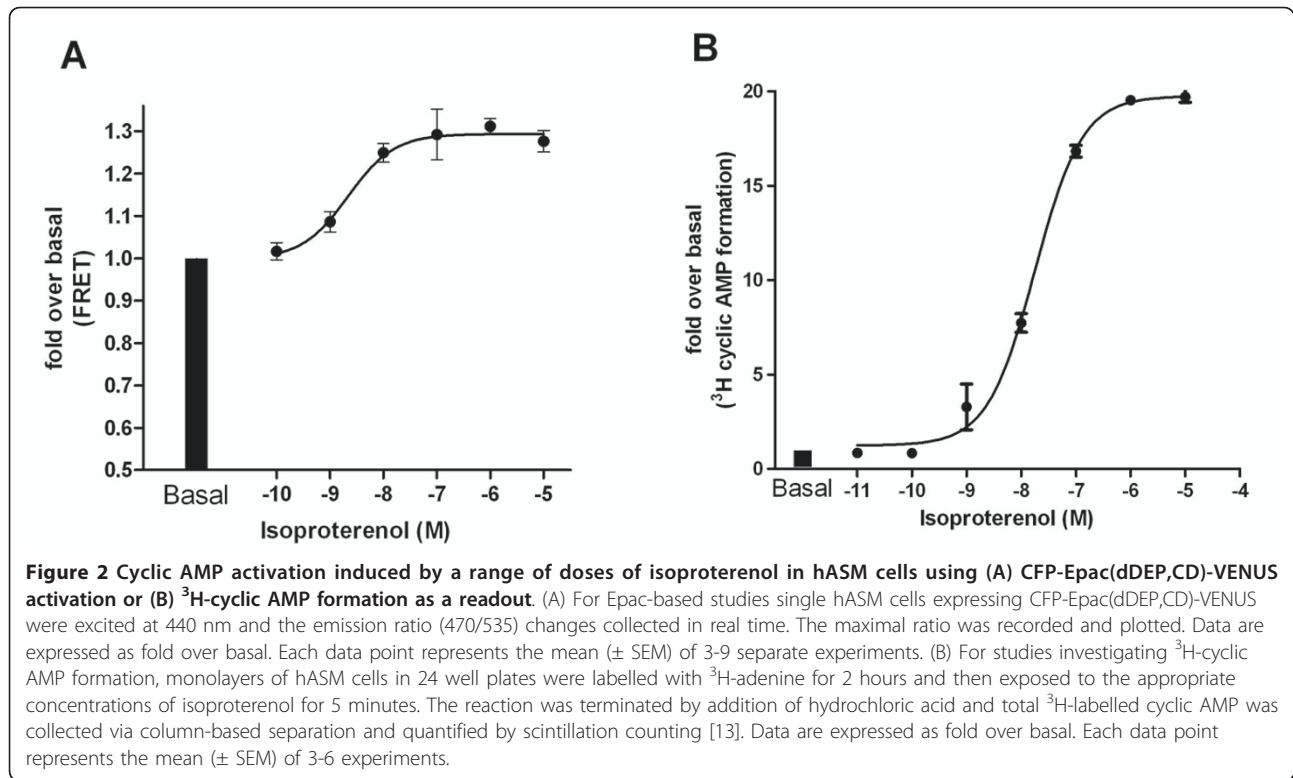 A
1.3
1.2
1.1
1.0
0.9
0.8
0.7
0.6
0.5
fold over basal
(FRET)
Basal
-10 -9 -8 -7 -6 -5
Isoproterenol (M)
B
20
15
10
5
0
fold over basal
(³H cyclic AMP formation)
Basal
-11 -10 -9 -8 -7 -6 -5 -4
Isoproterenol (M)
Figure 2 Cyclic AMP activation induced by a range of doses of isoproterenol in hASM cells using (A) CFP-Epac(dDEP,CD)-VENUS
activation or (B) ³H-cyclic AMP formation as a readout. (A) For Epac-based studies single hASM cells expressing CFP-Epac(dDEP,CD)-VENUS
were excited at 440 nm and the emission ratio (470/535) changes collected in real time. The maximal ratio was recorded and plotted. Data are
expressed as fold over basal. Each data point represents the mean (± SEM) of 3-9 separate experiments. (B) For studies investigating ³H-cyclic
AMP formation, monolayers of hASM cells in 24 well plates were labelled with ³H-adenine for 2 hours and then exposed to the appropriate
concentrations of isoproterenol for 5 minutes. The reaction was terminated by addition of hydrochloric acid and total ³H-labelled cyclic AMP was
collected via column-based separation and quantified by scintillation counting [13]. Data are expressed as fold over basal. Each data point
represents the mean (± SEM) of 3-6 experiments.